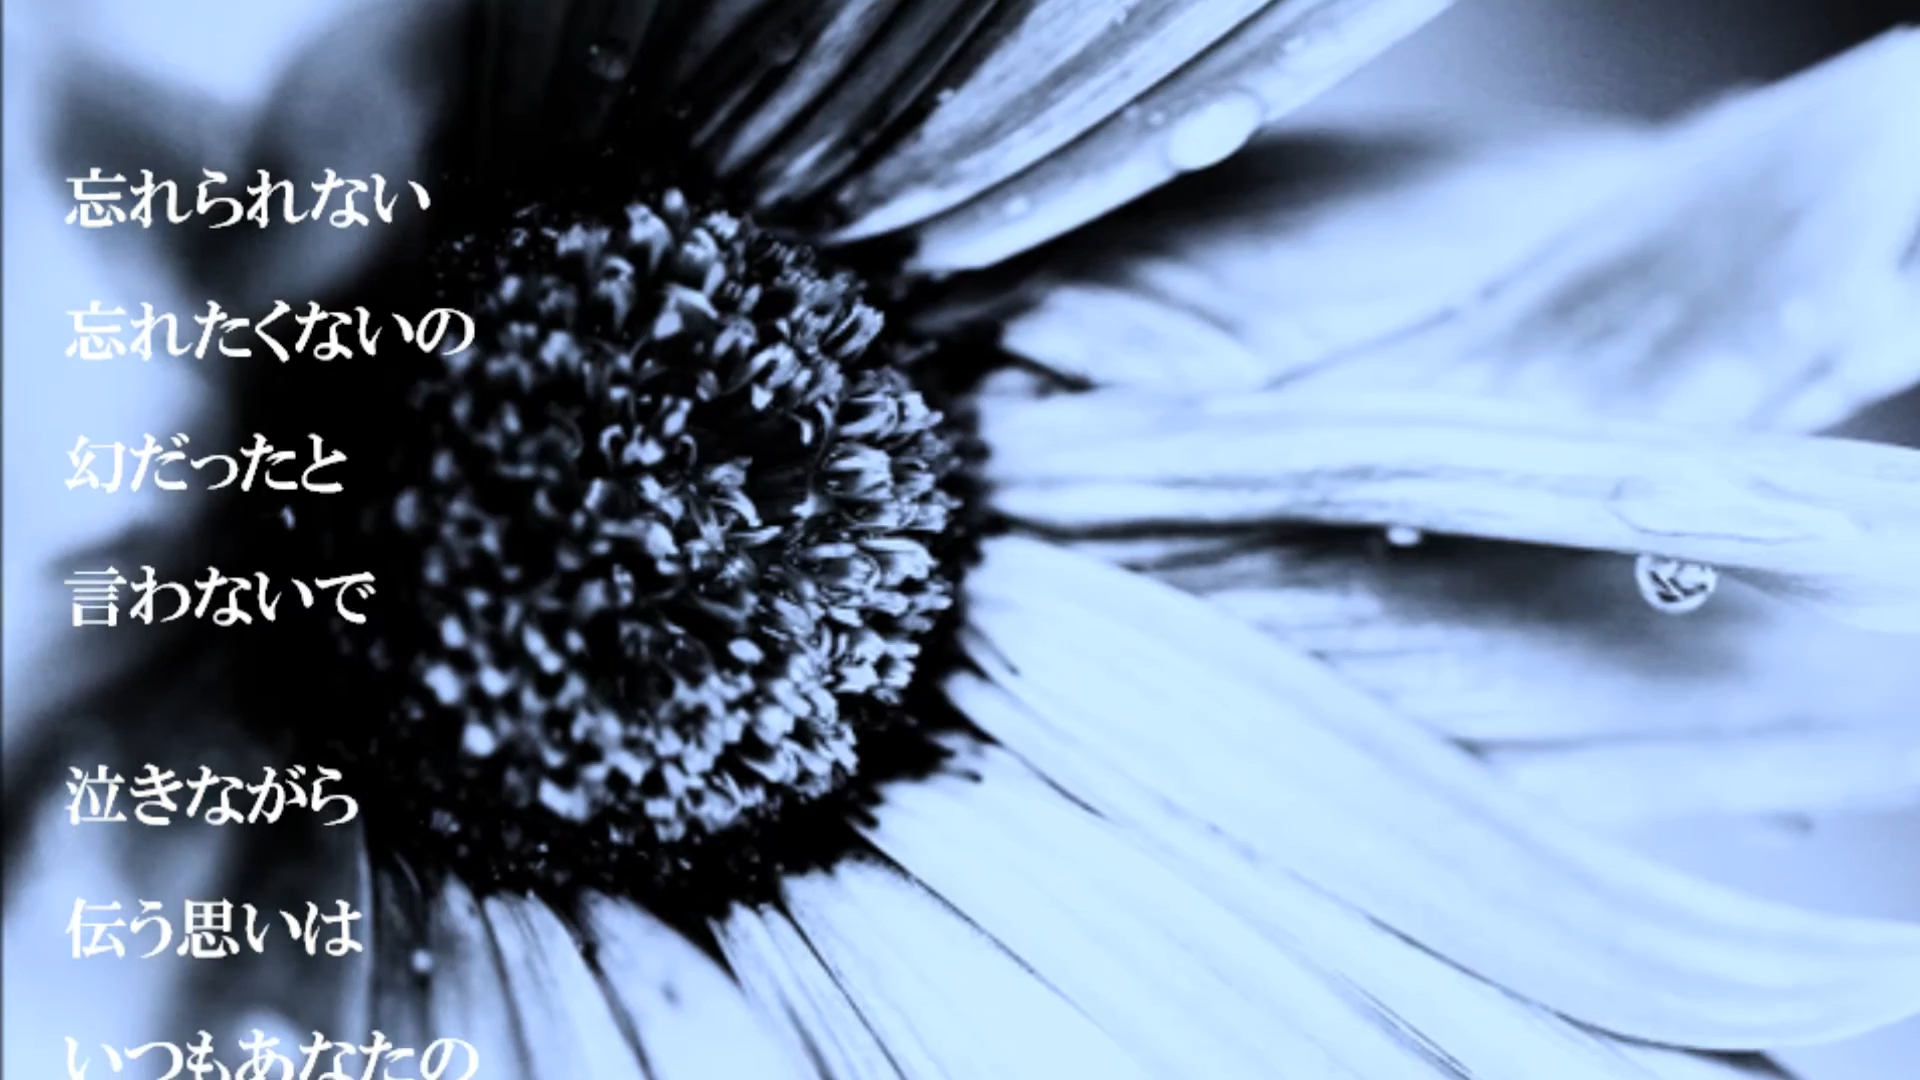 忘れられない
忘れたくないの
幻だったと
言わないで
泣きながら
伝う思いは
いつもあなたの